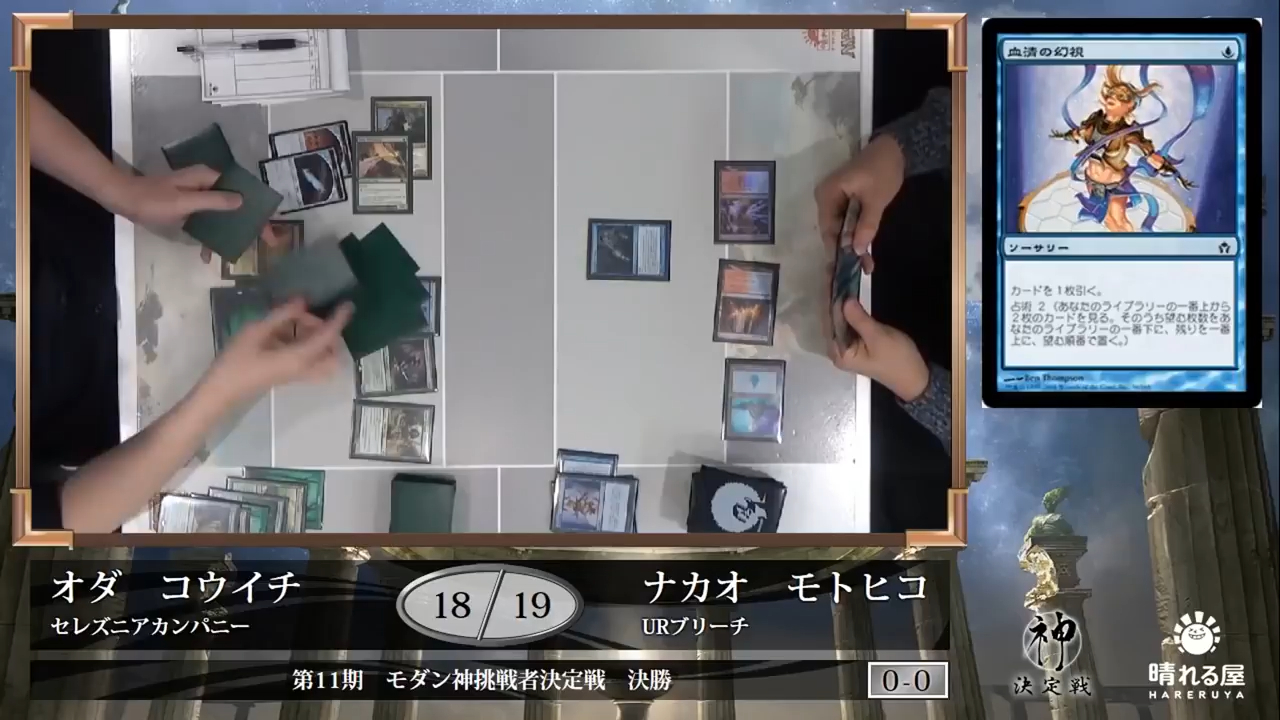 血清の幻視
ソーサリー
カードを1枚引く。
占術 2（あなたのライブラリーの一番上から
2枚のカードを見る。そのうち望む枚数をあ
なたのライブラリーの一番下に、残りを一番
上に、望む順番で置く。）
Ben Thompson
オダ　コウイチ
セレズニアカンパニー
18 / 19
ナカオ　モトヒコ
URブリーチ
第11期　モダン神挑戦者決定戦　決勝
0-0
神
決定戦
晴れる屋
HARERUYA